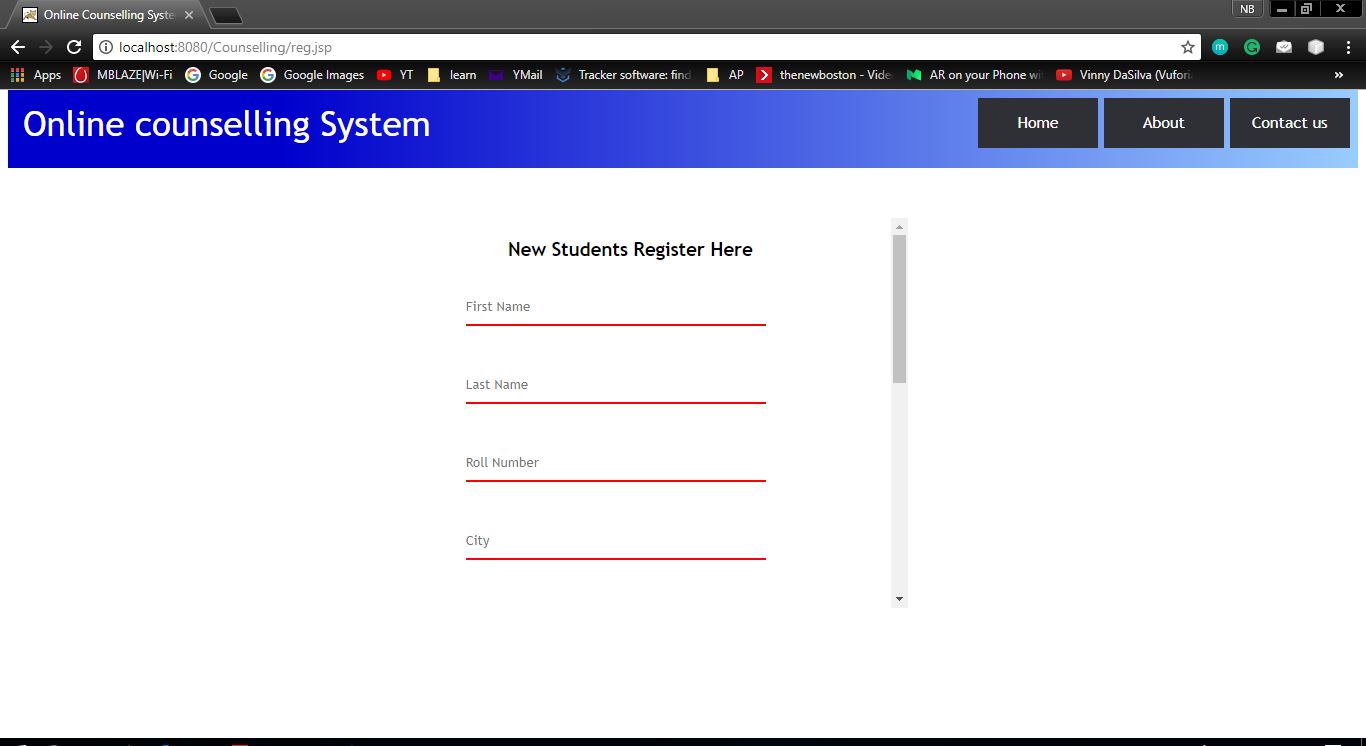 Online Counselling Syste
NB
localhost:8080/Counselling/reg.jsp
Apps MBLAZE|Wi-Fi Google Google Images YT learn YMail Tracker software: find AP thenewboston - Vide AR on your Phone wi Vinny DaSilva (Vufori
Online counselling System
Home About Contact us
New Students Register Here
First Name
Last Name
Roll Number
City